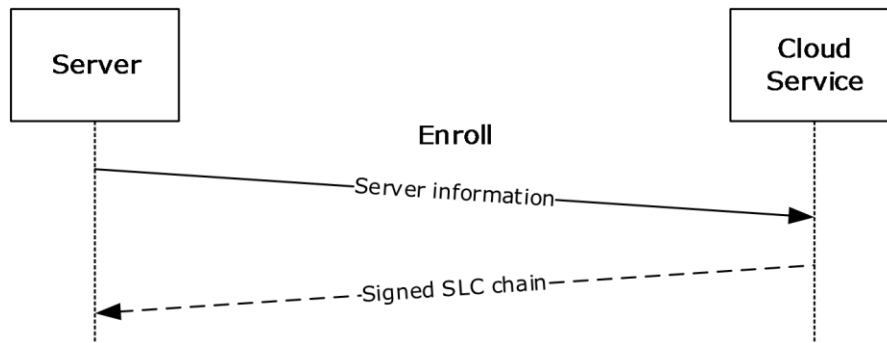 Server
Cloud
Service
Enroll
Server information
Signed SLC chain